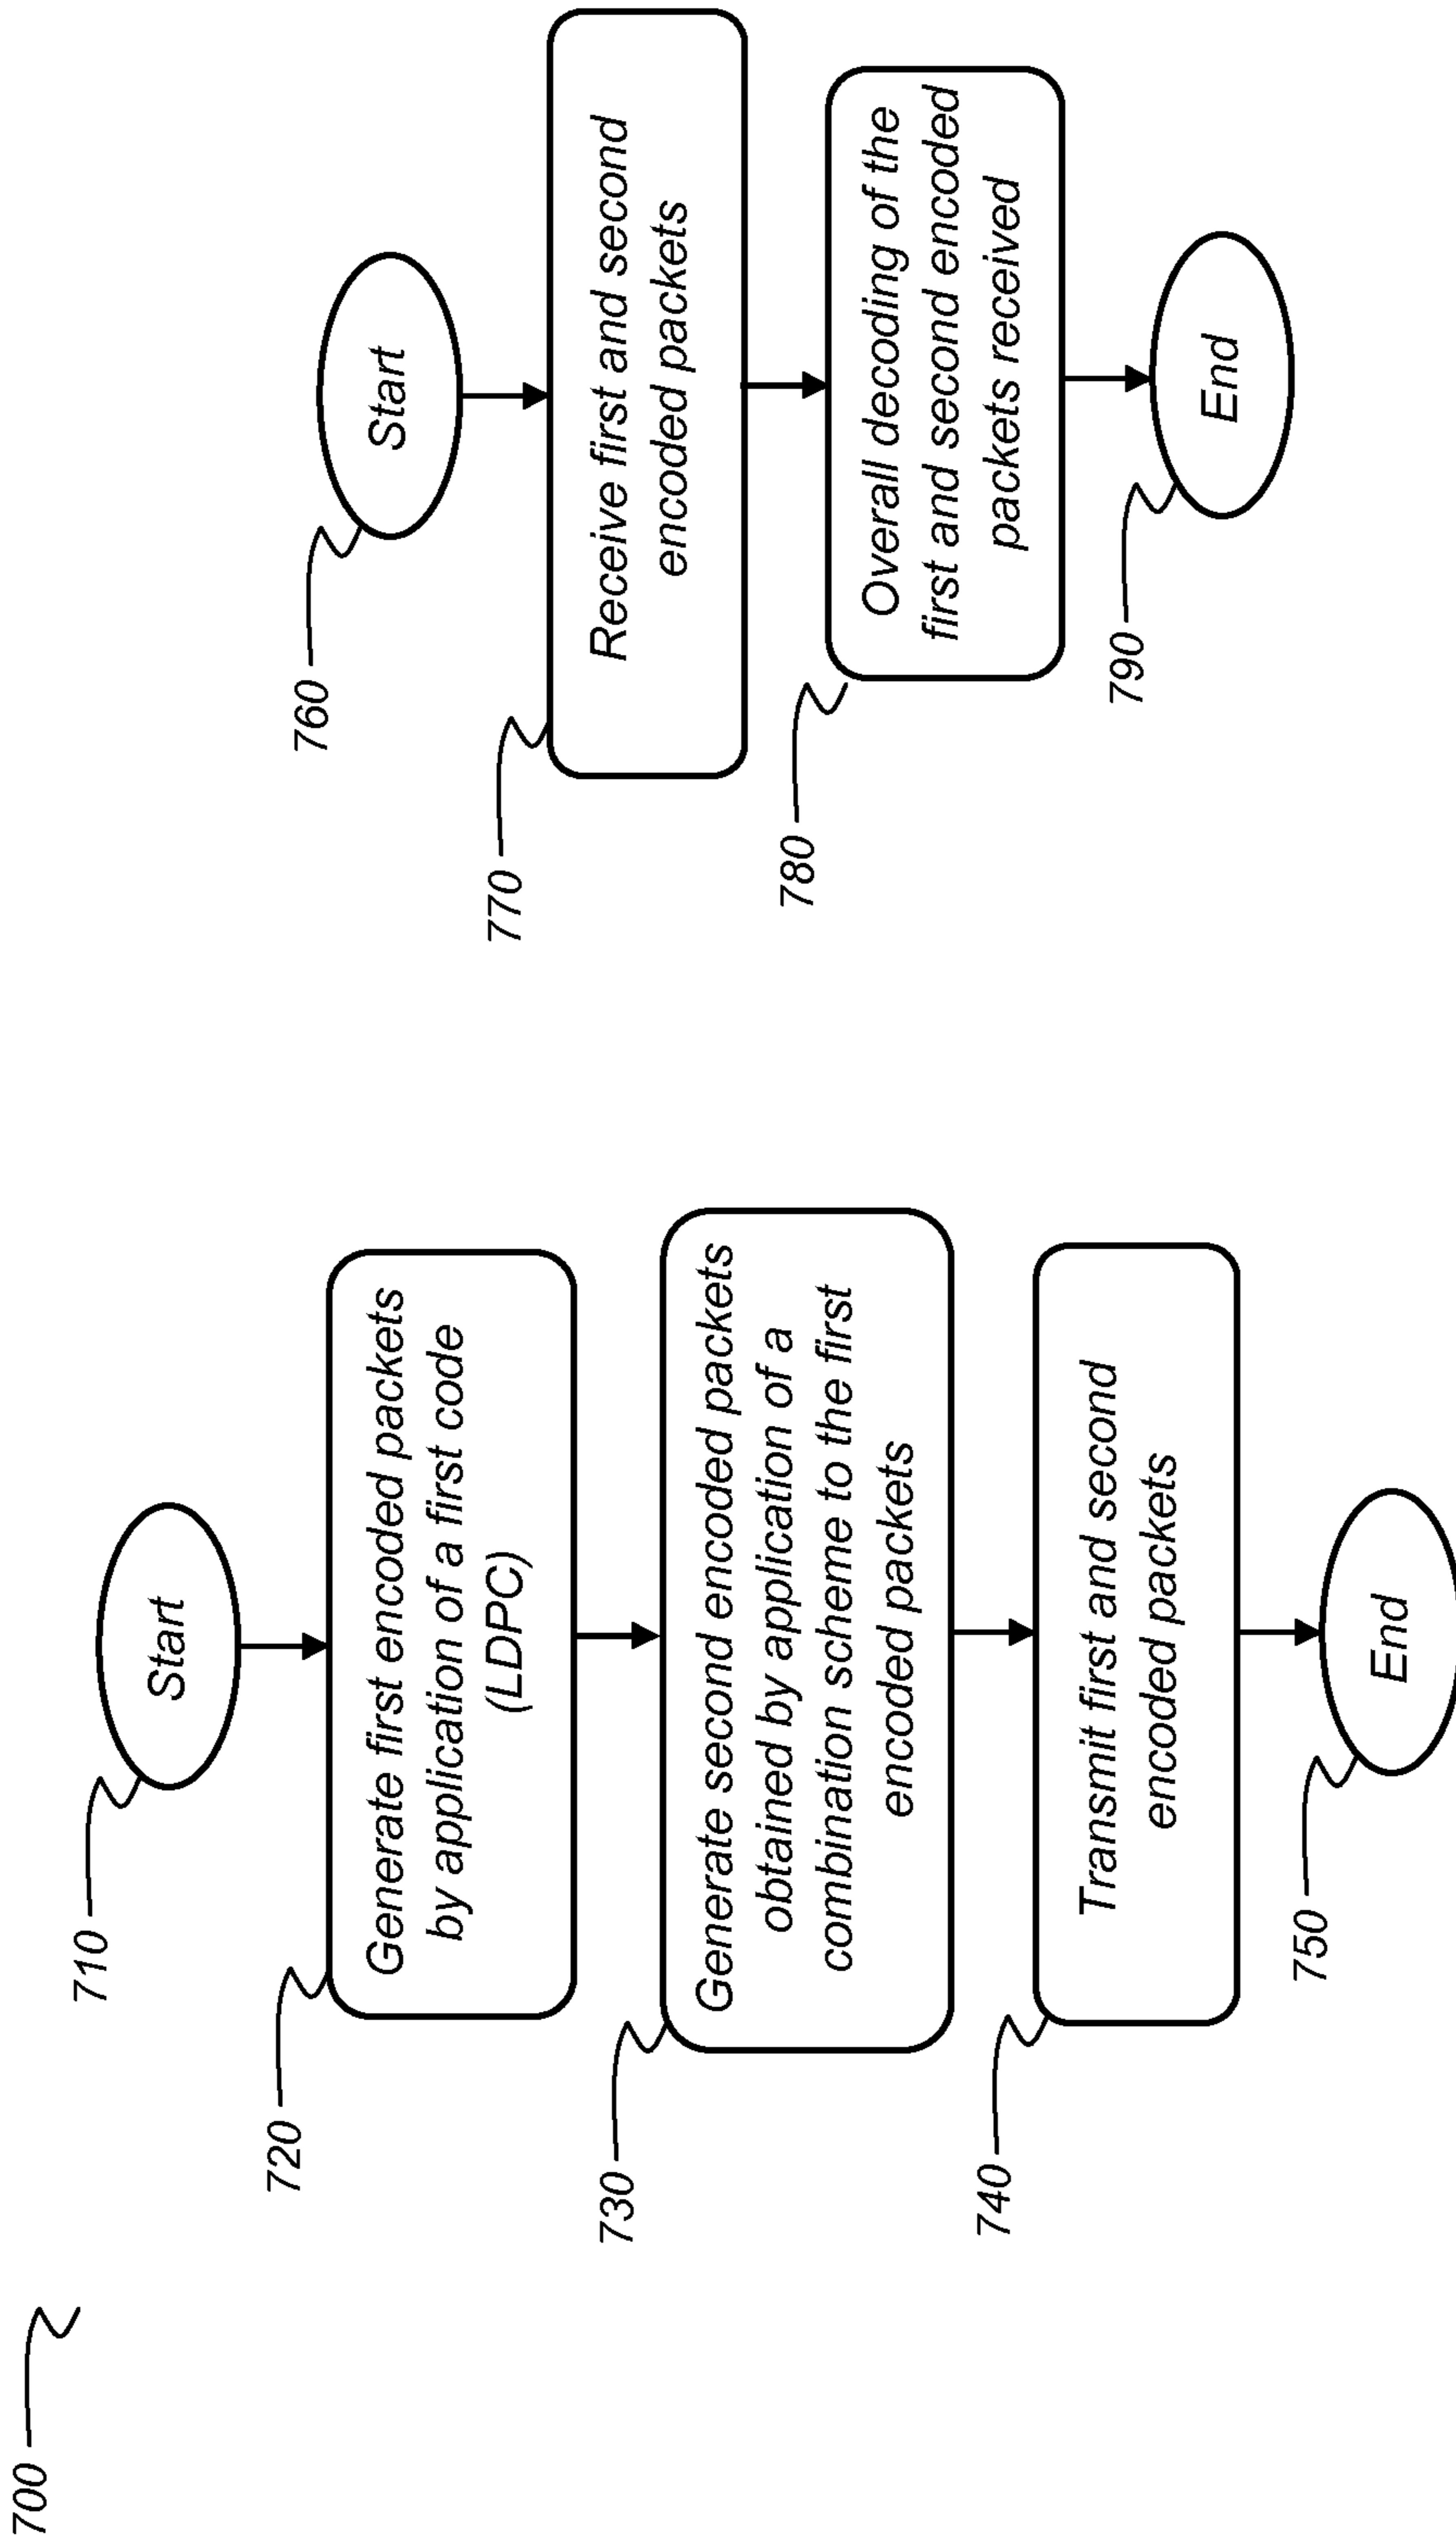 700
710
Start
720
Generate first encoded packets
by application of a first code
(LDPC)
730
Generate second encoded packets
obtained by application of a
combination scheme to the first
encoded packets
740
Transmit first and second
encoded packets
750
End
760
Start
770
Receive first and second
encoded packets
780
Overall decoding of the
first and second encoded
packets received
790
End